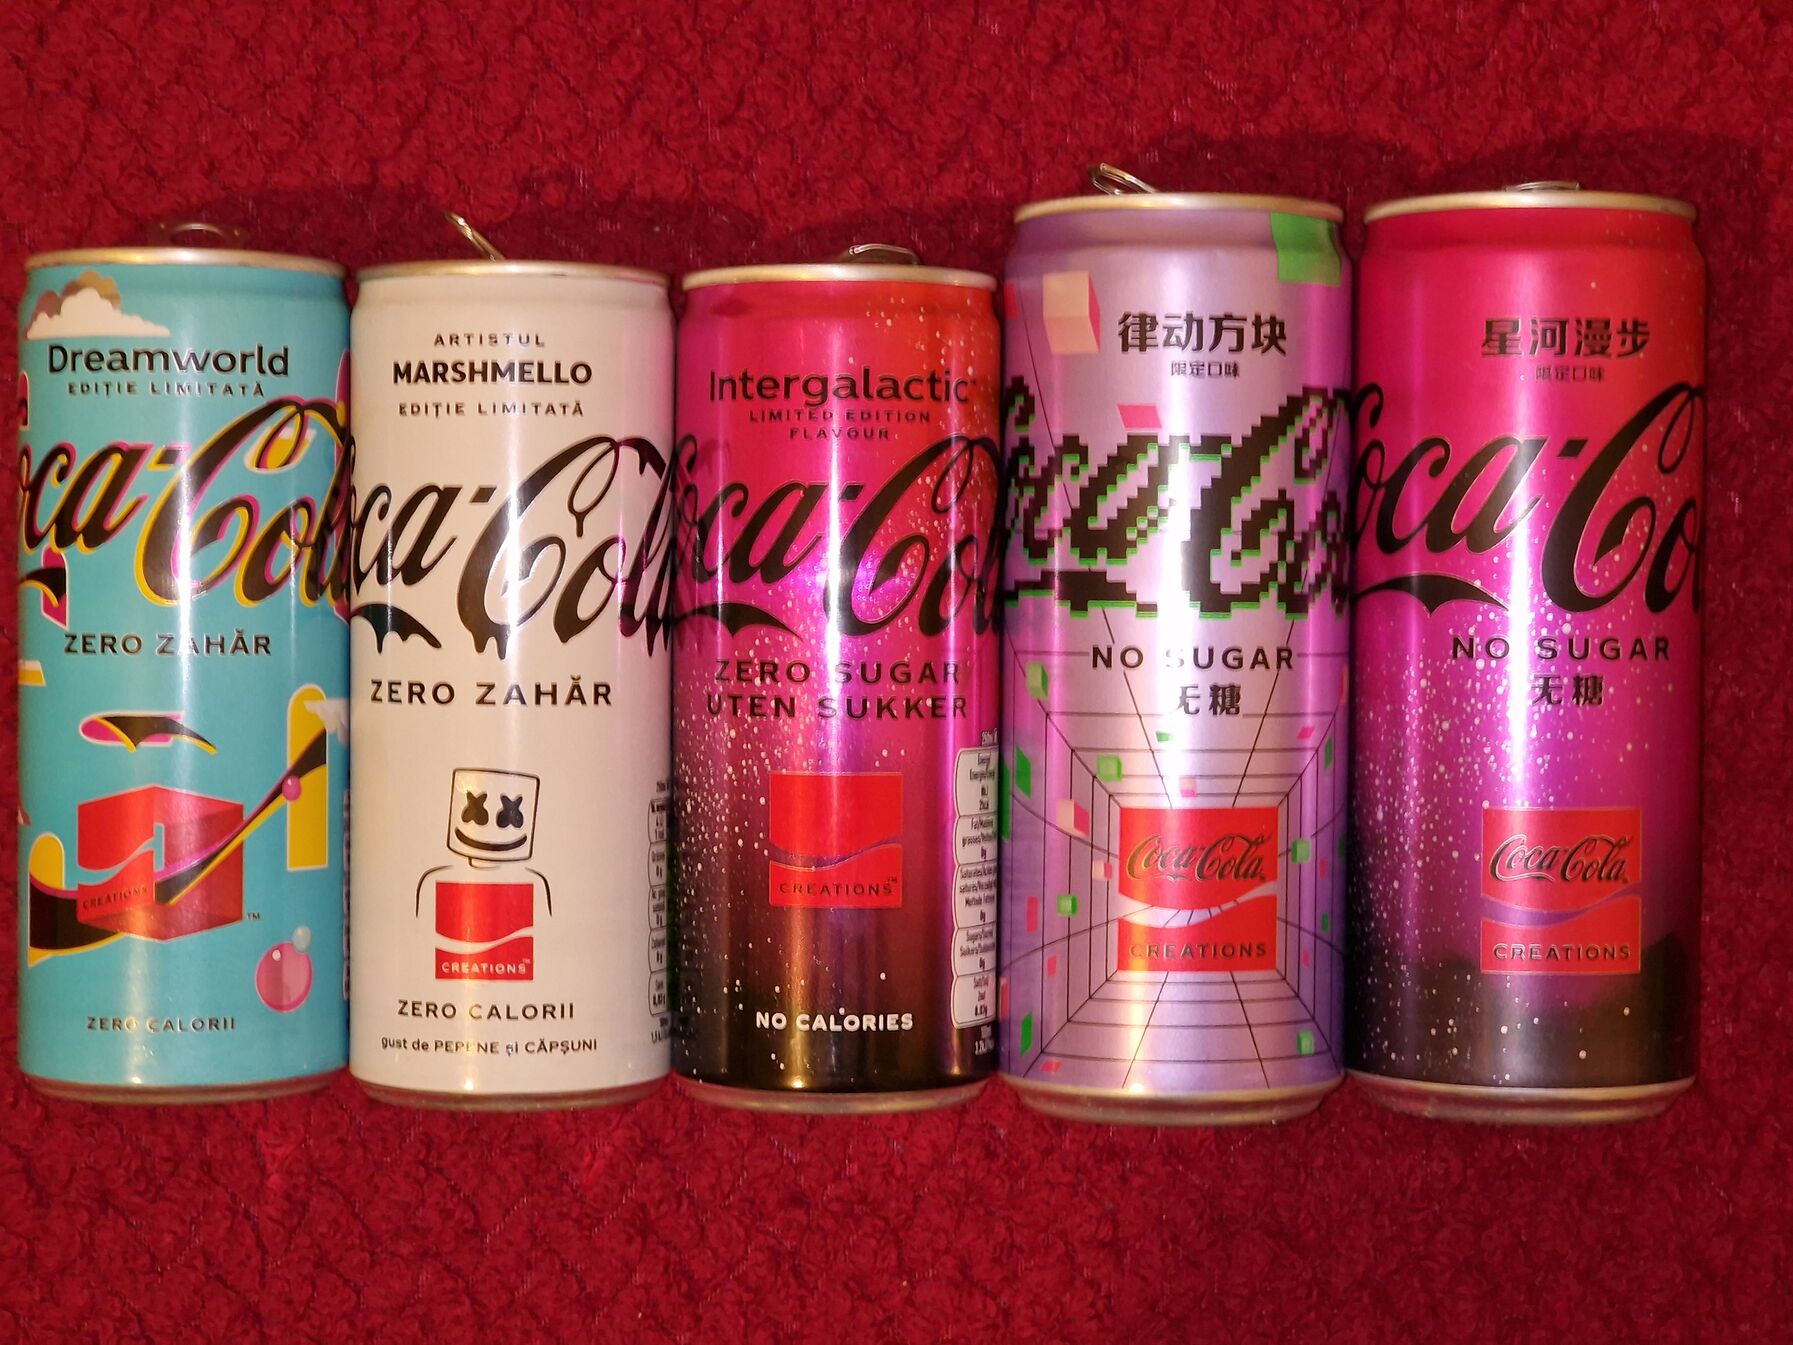 Dreamworld
EDIȚIE LIMITATĂ
Coca-Cola
ZERO ZAHĂR
CREATIONS™
ZERO CALORII
ARTISTUL
MARSHMELLO
EDIȚIE LIMITATĂ
Coca-Cola
ZERO ZAHĂR
CREATIONS™
ZERO CALORII
gust de PEPENE și CĂPȘUNI
Intergalactic
LIMITED EDITION
FLAVOUR
Coca-Cola
ZERO SUGAR
UTEN SUKKER
CREATIONS™
NO CALORIES
律动方块
限定口味
Coca-Cola
NO SUGAR
无糖
Coca-Cola
CREATIONS
星河漫步
限定口味
Coca-Cola
NO SUGAR
无糖
Coca-Cola
CREATIONS